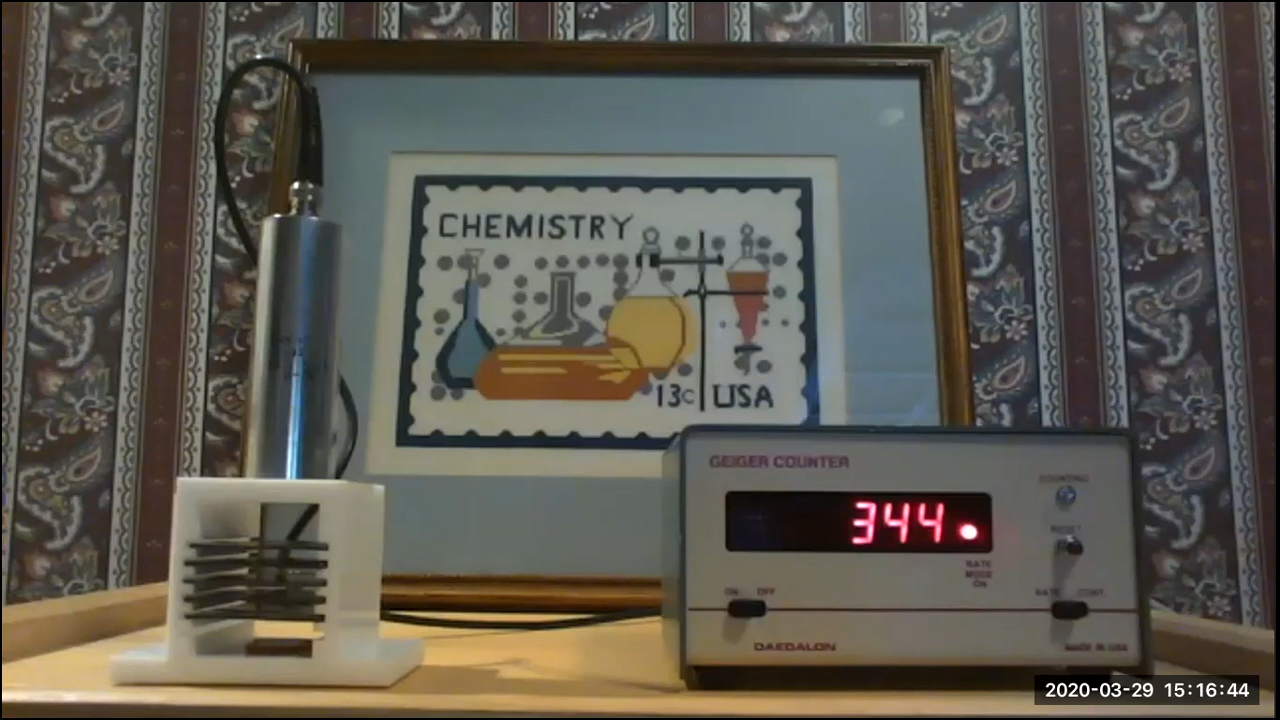 CHEMISTRY
13c USA
GEIGER COUNTER
COUNTING
344
RESET
RATE
MODE
ON
ON OFF
RATE CONT.
DAEDALON
MADE IN USA
2020-03-29 15:16:44